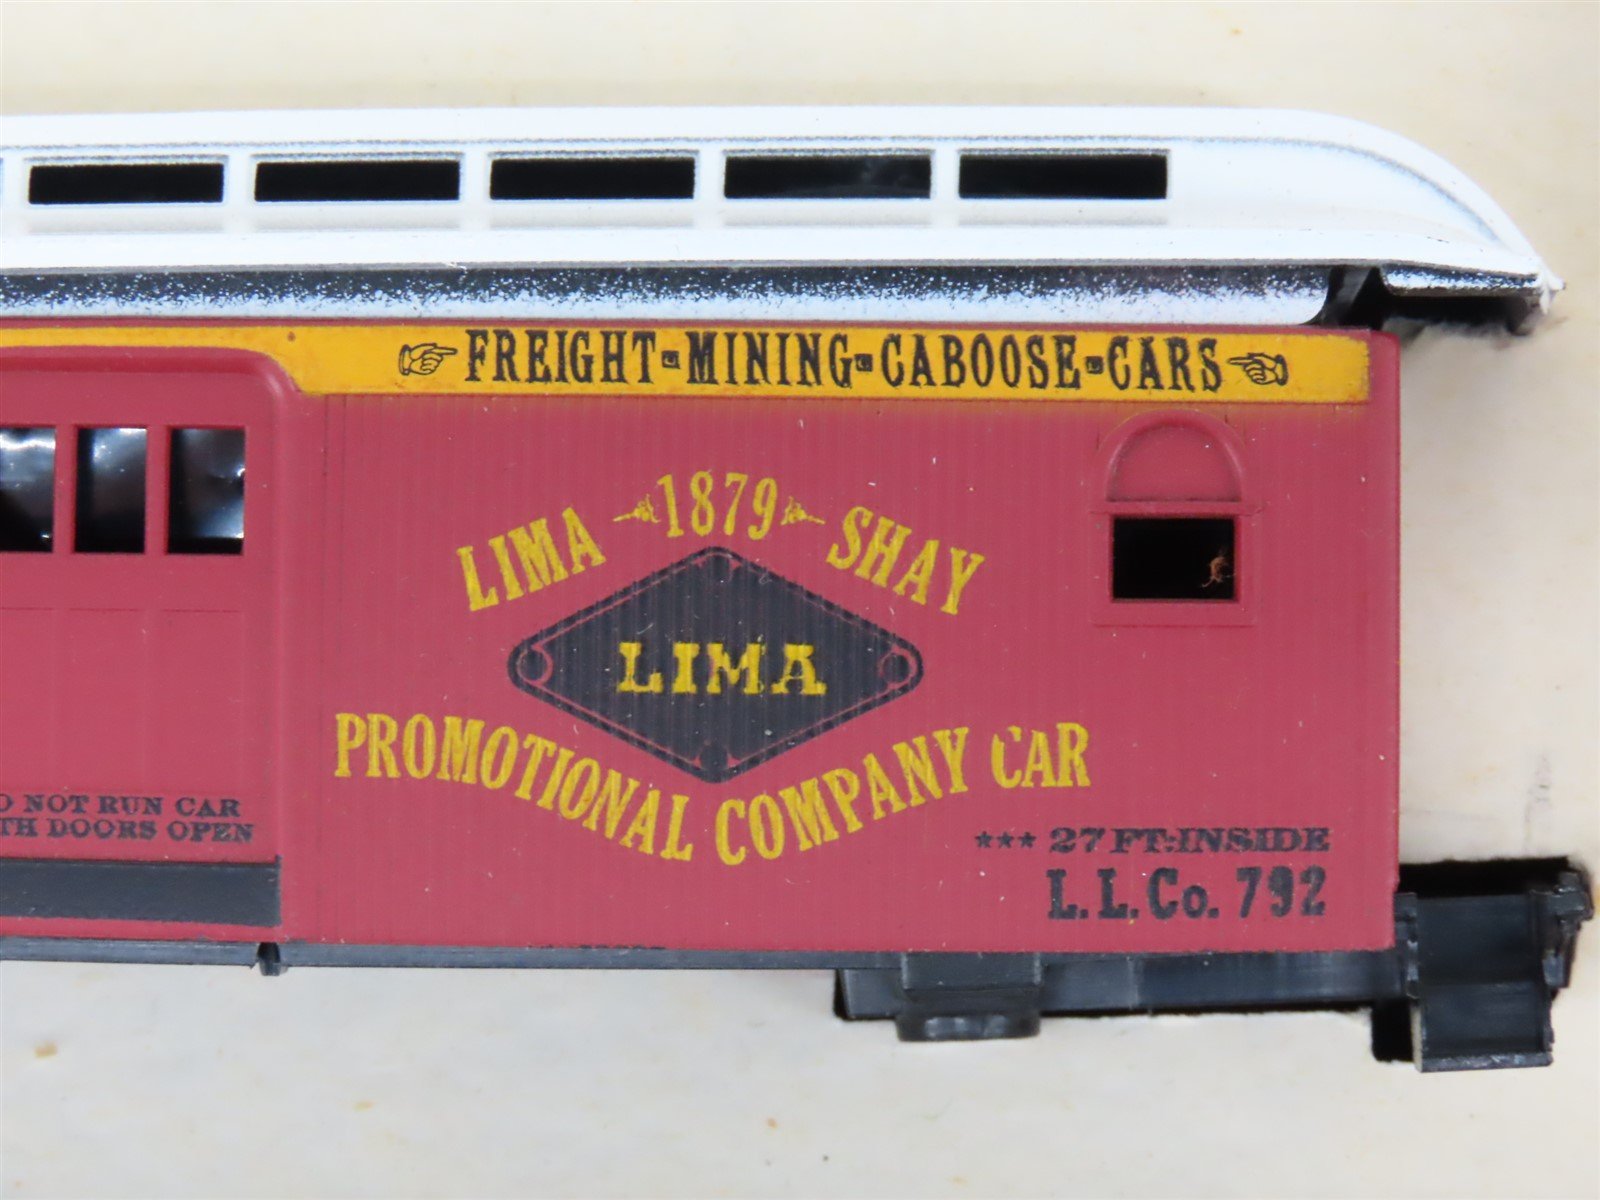 FREIGHT-MINING-CABOOSE-CARS
LIMA 1879 SHAY
LIMA
PROMOTIONAL COMPANY CAR
NOT RUN CAR
DOORS OPEN
*** 27 FT. INSIDE
L. L. Co. 792